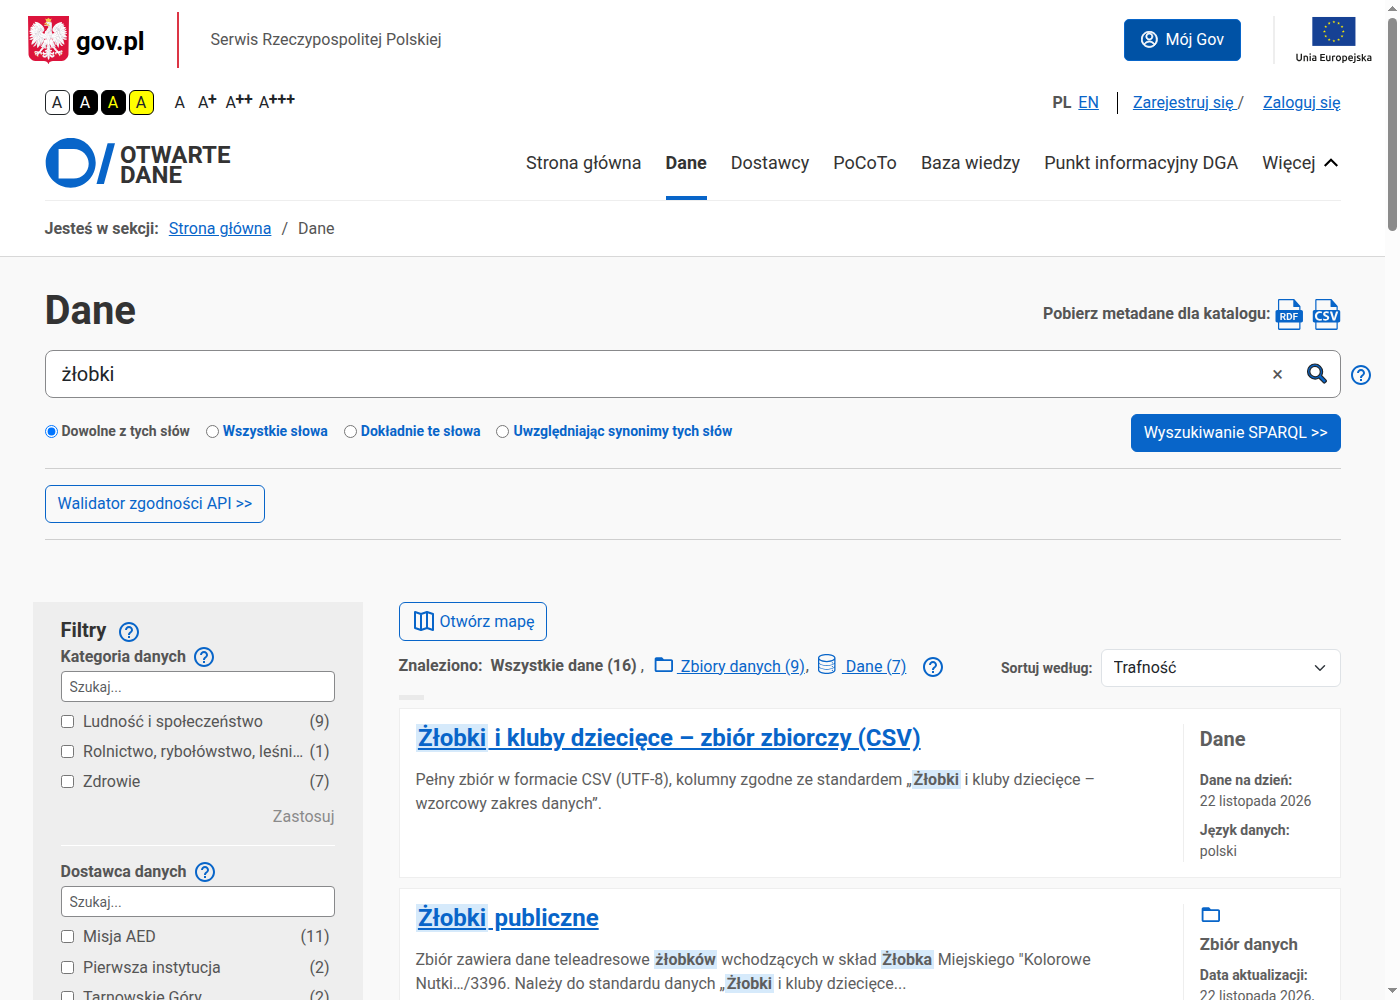 gov.pl
Serwis Rzeczypospolitej Polskiej
Mój Gov
Unia Europejska
A A A A A A+ A++ A+++
PL EN Zarejestruj się / Zaloguj się
OTWARTE DANE
Strona główna Dane Dostawcy PoCoTo Baza wiedzy Punkt informacyjny DGA Więcej
Jesteś w sekcji: Strona główna / Dane
Dane
Pobierz metadane dla katalogu: RDF CSV
żłobki ×
Dowolne z tych słów Wszystkie słowa Dokładnie te słowa Uwzględniając synonimy tych słów
Wyszukiwanie SPARQL >>
Walidator zgodności API >>
Filtry
Kategoria danych
Szukaj...
Ludność i społeczeństwo (9)
Rolnictwo, rybołówstwo, leśni... (1)
Zdrowie (7)
Zastosuj
Dostawca danych
Szukaj...
Misja AED (11)
Pierwsza instytucja (2)
Tarnowskie Góry (2)
Otwórz mapę
Znaleziono: Wszystkie dane (16) , Zbiory danych (9), Dane (7)
Sortuj według: Trafność
Żłobki i kluby dziecięce – zbiór zbiorczy (CSV)
Pełny zbiór w formacie CSV (UTF-8), kolumny zgodne ze standardem „Żłobki i kluby dziecięce –
wzorcowy zakres danych”.
Dane
Dane na dzień:
22 listopada 2026
Język danych:
polski
Żłobki publiczne
Zbiór zawiera dane teleadresowe żłobków wchodzących w skład Żłobka Miejskiego "Kolorowe
Nutki.../3396. Należy do standardu danych „Żłobki i kluby dziecięce...
Zbiór danych
Data aktualizacji:
22 listopada 2026,